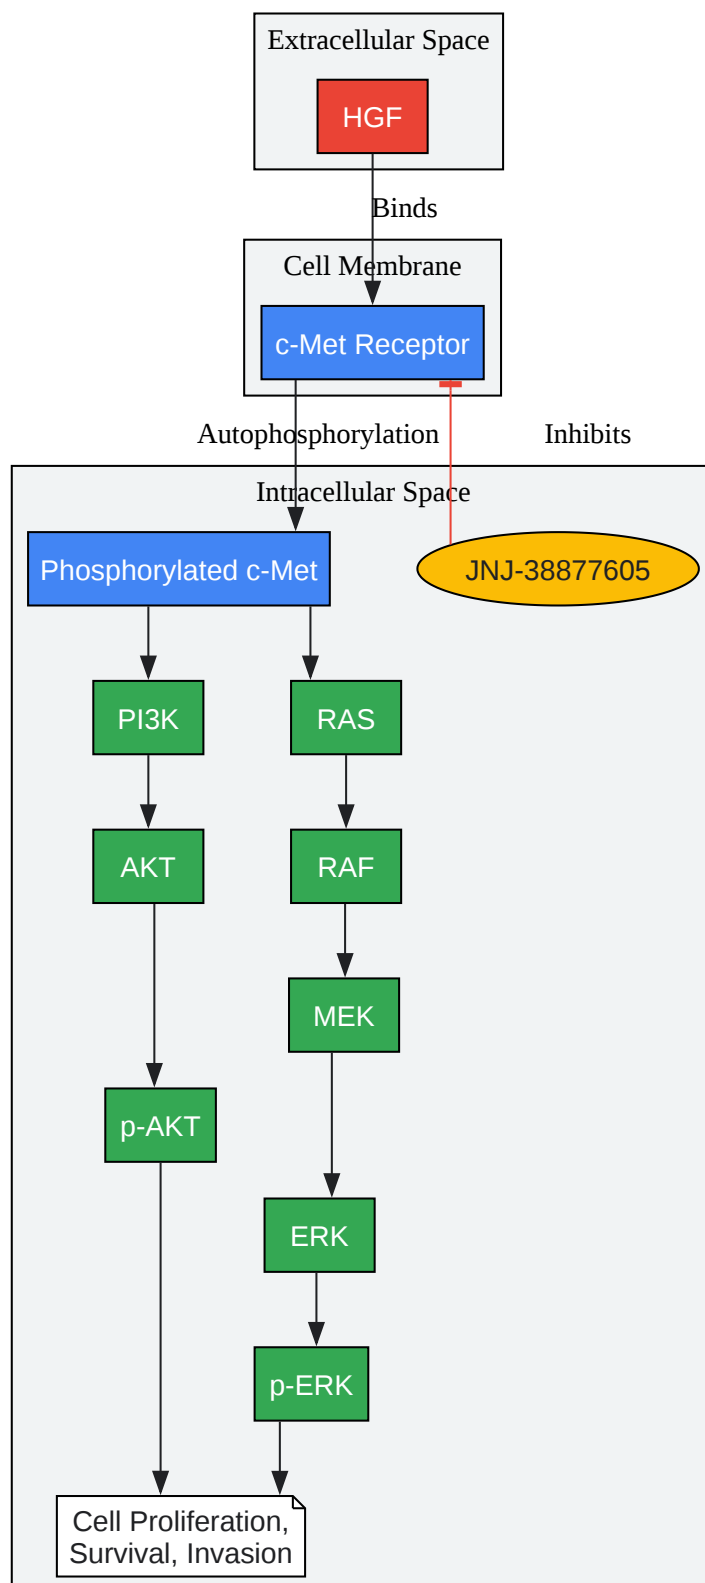 Extracellular Space
HGF
Binds
Cell Membrane
c-Met Receptor
Autophosphorylation
Inhibits
Intracellular Space
Phosphorylated c-Met
JNJ-38877605
PI3K
RAS
AKT
RAF
MEK
p-AKT
ERK
p-ERK
Cell Proliferation,
Survival, Invasion